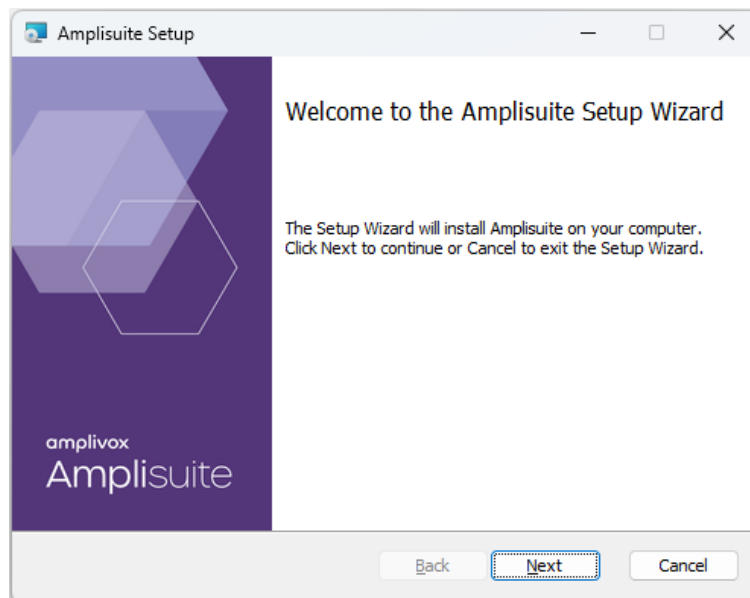 Amplisuite Setup
Welcome to the Amplisuite Setup Wizard
The Setup Wizard will install Amplisuite on your computer.
Click Next to continue or Cancel to exit the Setup Wizard.
amplivox
Amplisuite
Back
Next
Cancel